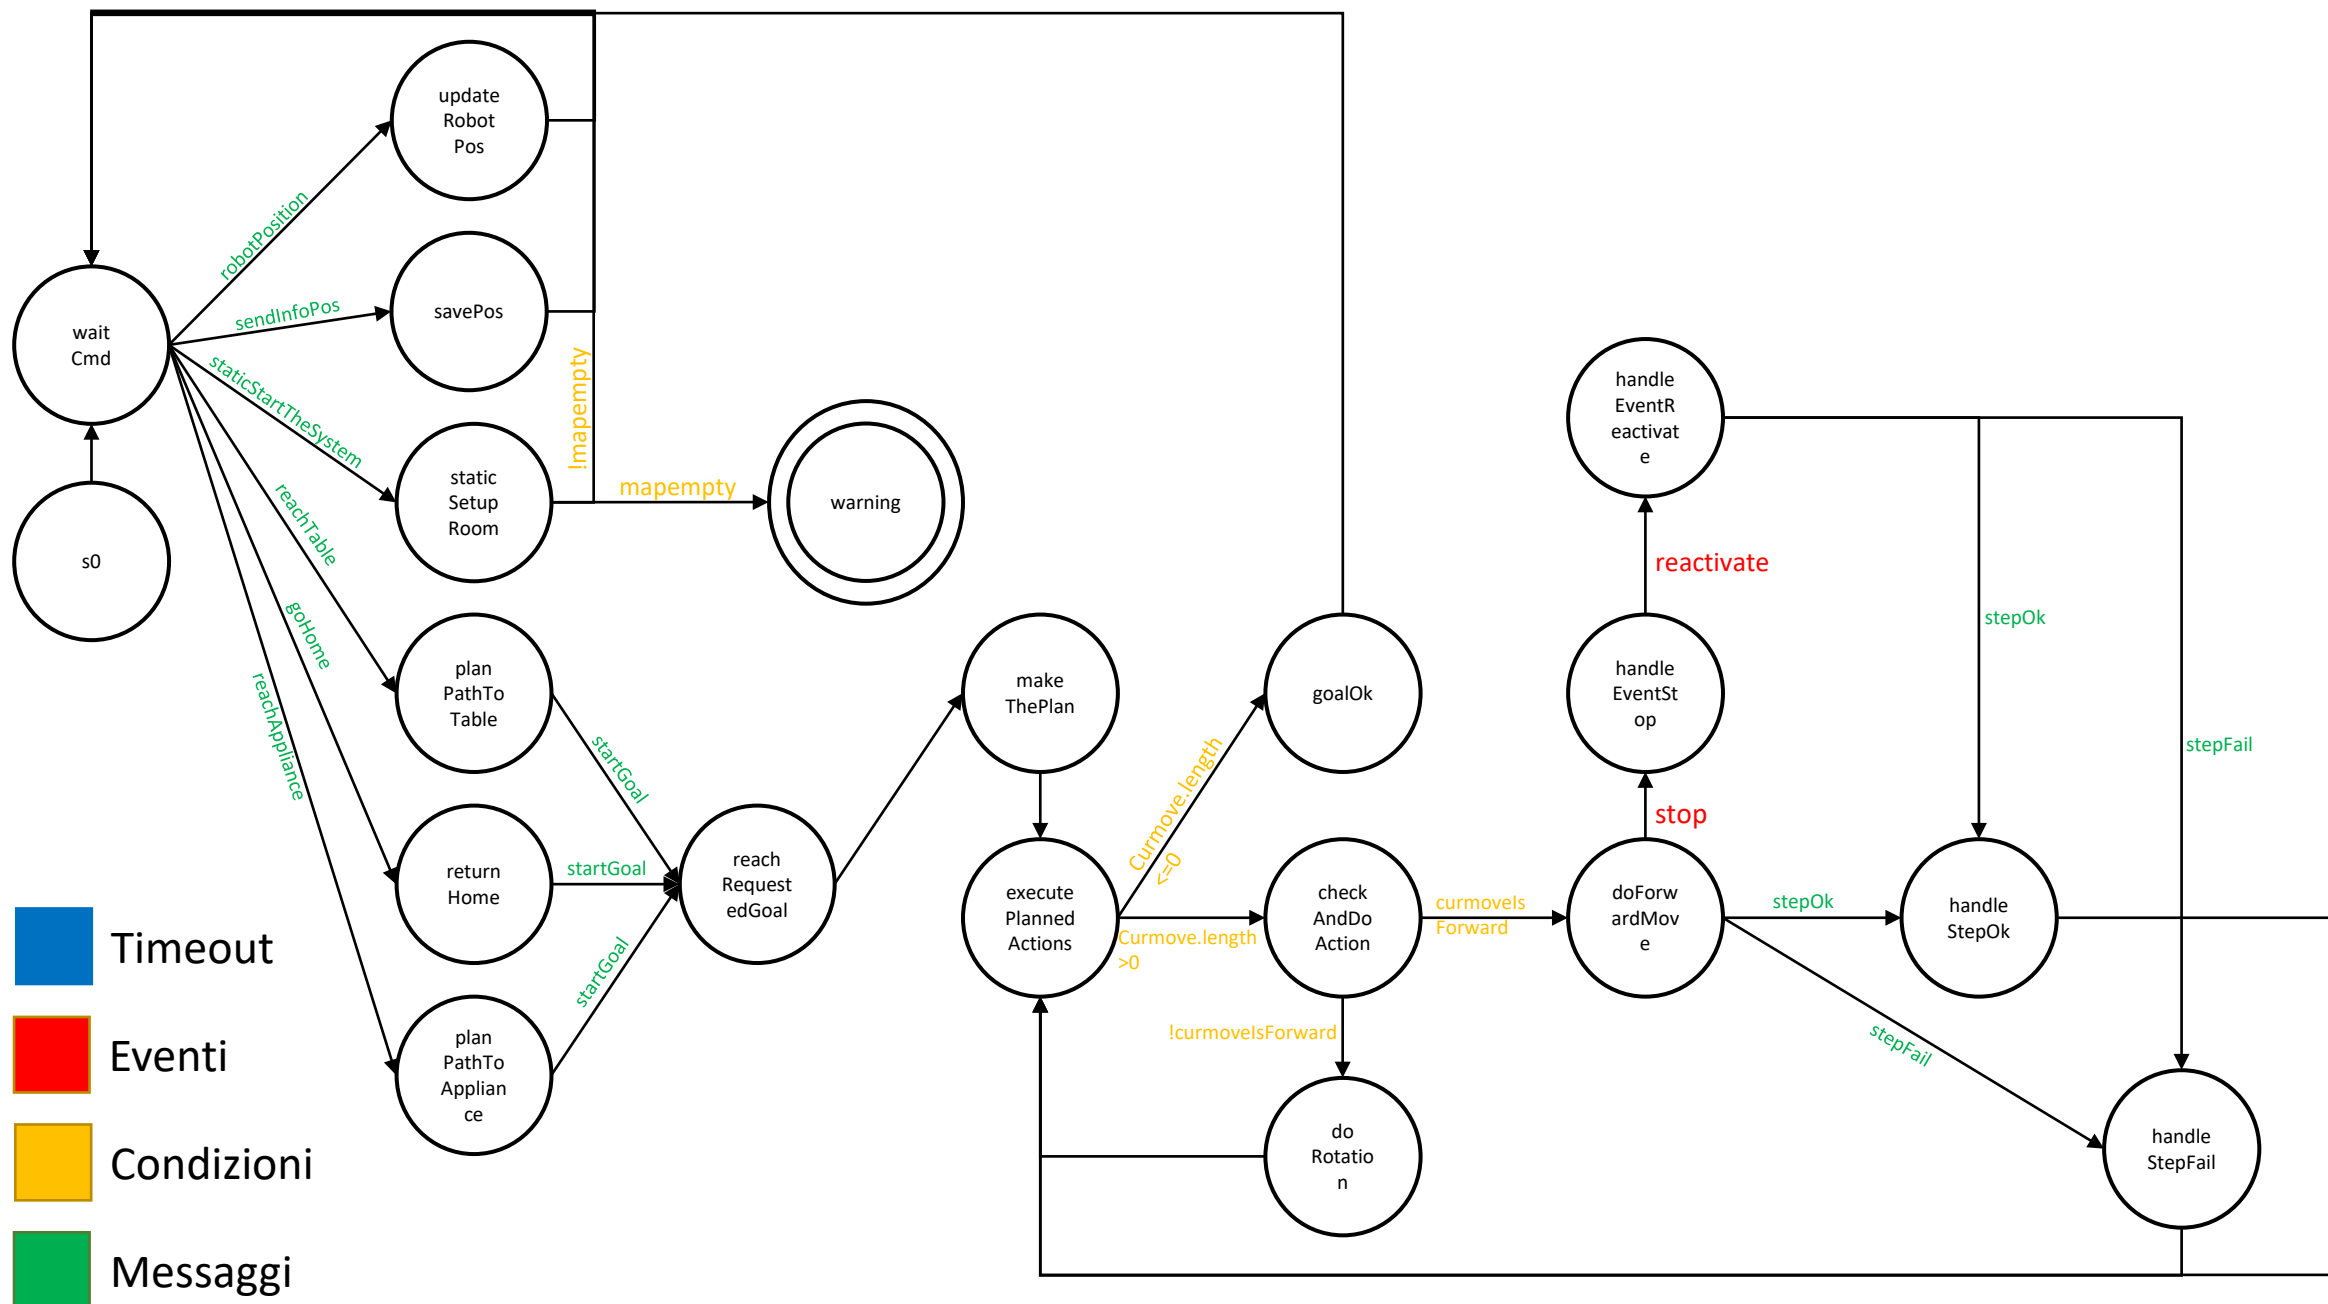 update
Robot
Pos
robotPosition
sendInfoPos
savePos
wait
Cmd
staticStartTheSystem
!mapempty
handle
EventR
eactivat
e
static
Setup
Room
mapempty
warning
s0
reachTable
reactivate
stepOk
goHome
plan
PathTo
Table
make
ThePlan
goalOk
handle
EventSt
op
reachAppliance
startGoal
stepFail
Curmove.length
<=0
stop
return
Home
startGoal
reach
Request
edGoal
execute
Planned
Actions
Curmove.length
>0
check
AndDo
Action
curmoveIs
Forward
doForw
ardMov
e
stepOk
handle
StepOk
Timeout
startGoal
!curmoveIsForward
stepFail
Eventi
plan
PathTo
Applian
ce
do
Rotatio
n
handle
StepFail
Condizioni
Messaggi